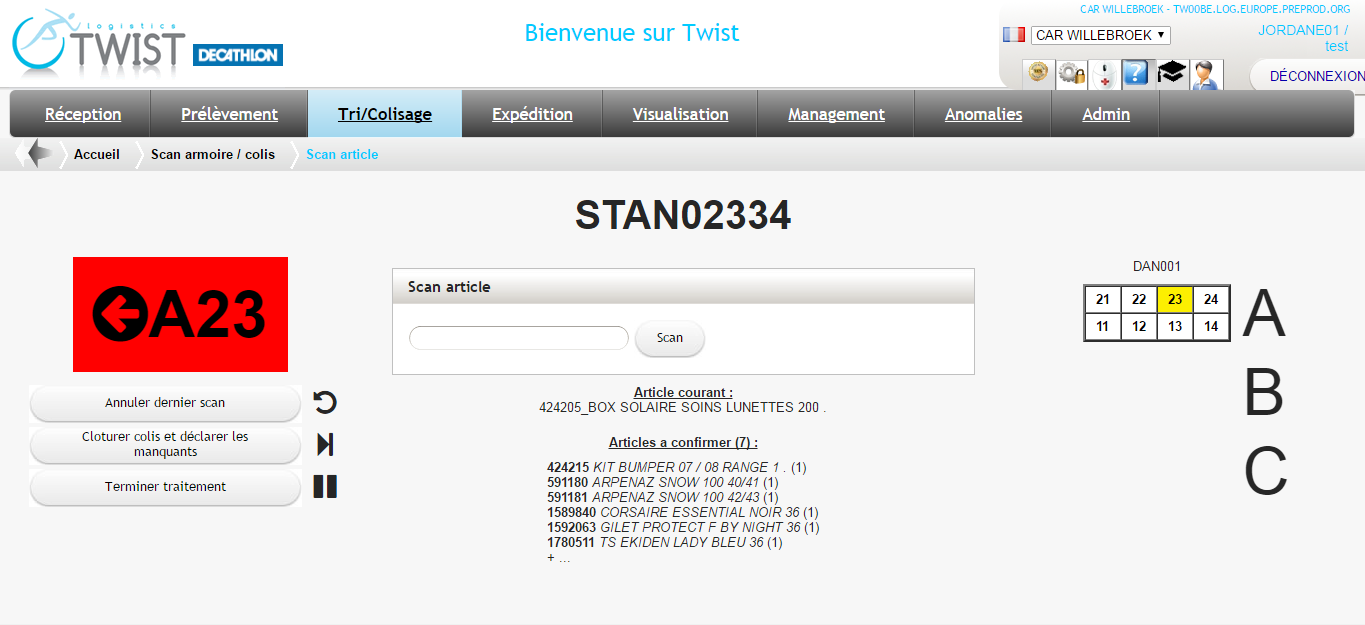 logistics
TWIST
DECATHLON
Bienvenue sur Twist
CAR WILLEBROEK - TW00BE.LOG.EUROPE.PREPROD.ORG
CAR WILLEBROEK
JORDANE01 /
test
DÉCONNEXION
Réception
Prélèvement
Tri/Colisage
Expédition
Visualisation
Management
Anomalies
Admin
Accueil
Scan armoire / colis
Scan article
STAN02334
A23
Annuler dernier scan
Cloturer colis et déclarer les
manquants
Terminer traitement
Scan article
Scan
Article courant :
424205_BOX SOLAIRE SOINS LUNETTES 200 .
Articles a confirmer (7) :
424215 KIT BUMPER 07 / 08 RANGE 1 . (1)
591180 ARPENAZ SNOW 100 40/41 (1)
591181 ARPENAZ SNOW 100 42/43 (1)
1589840 CORSAIRE ESSENTIAL NOIR 36 (1)
1592063 GILET PROTECT F BY NIGHT 36 (1)
1780511 TS EKIDEN LADY BLEU 36 (1)
+ ...
DAN001
21 22 23 24
11 12 13 14
A
B
C